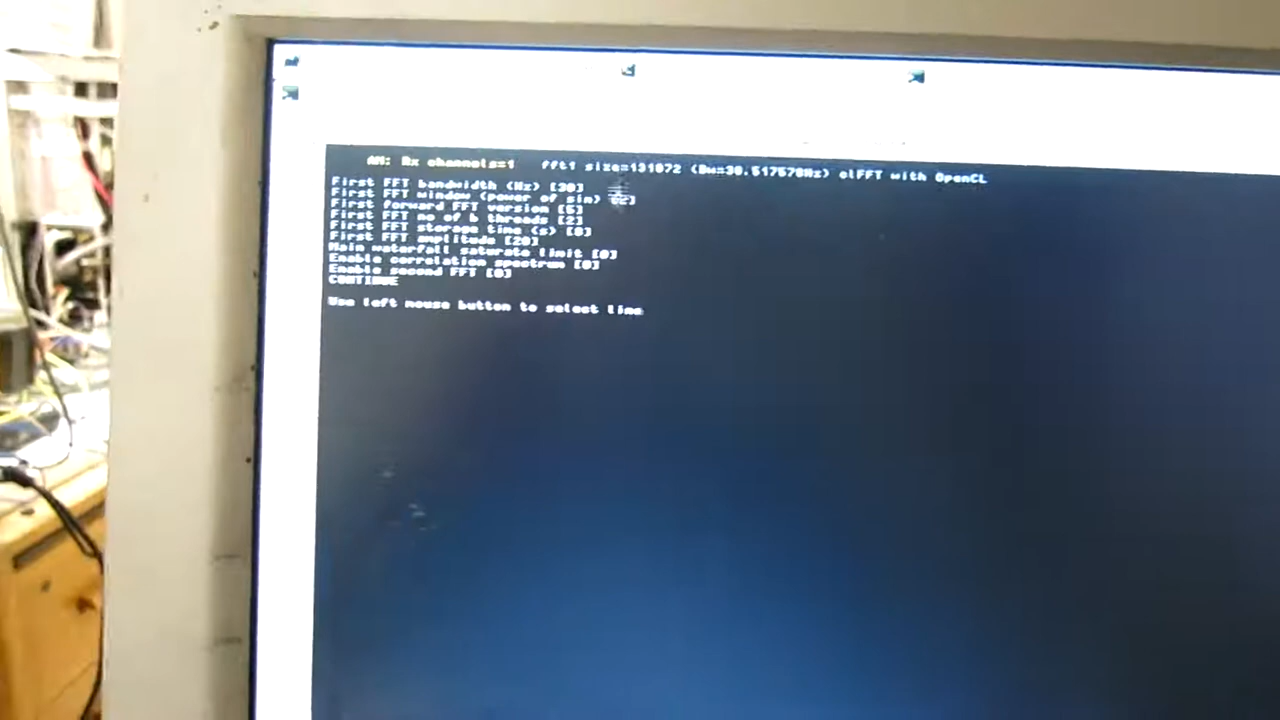 AM: Rx channels=1 fft1 size=131072 (Bw=30.517578Hz) clFFT with OpenCL
First FFT bandwidth (Hz) [30]
First FFT window (power of sin) [2]
First forward FFT version [5]
First FFT no of b threads [2]
First FFT storage time (s) [0]
First FFT amplitude [20]
Main waterfall saturate limit [0]
Enable correlation spectrum [0]
Enable second FFT [0]
CONTINUE
Use left mouse button to select line